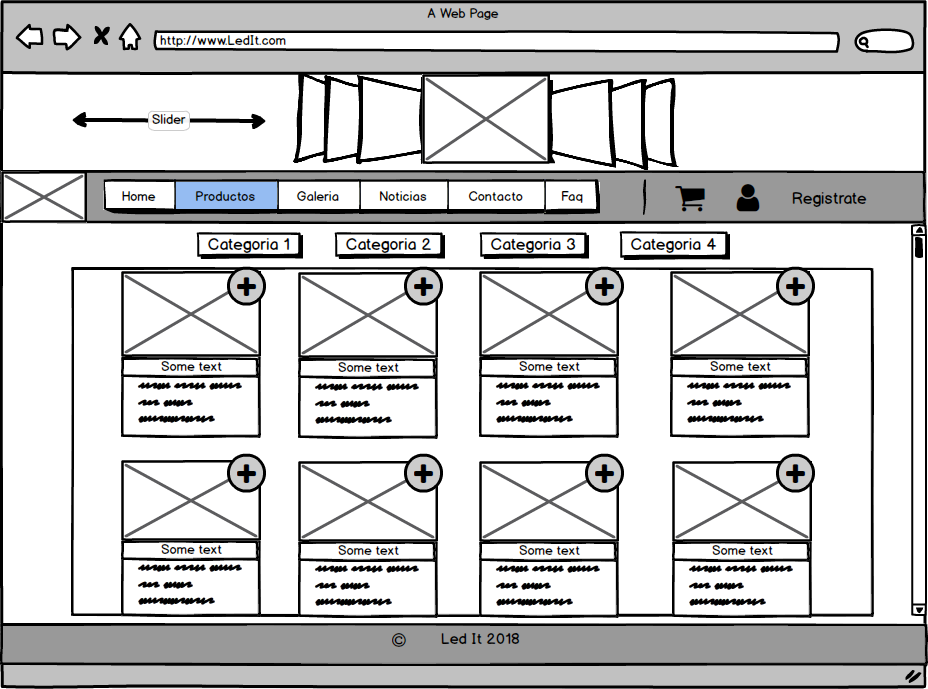 A Web Page
http://www.LedIt.com
Slider
Home Productos Galeria Noticias Contacto Faq Registrate
Categoria 1 Categoria 2 Categoria 3 Categoria 4
Some text Some text Some text Some text
Some text Some text Some text Some text
© Led It 2018